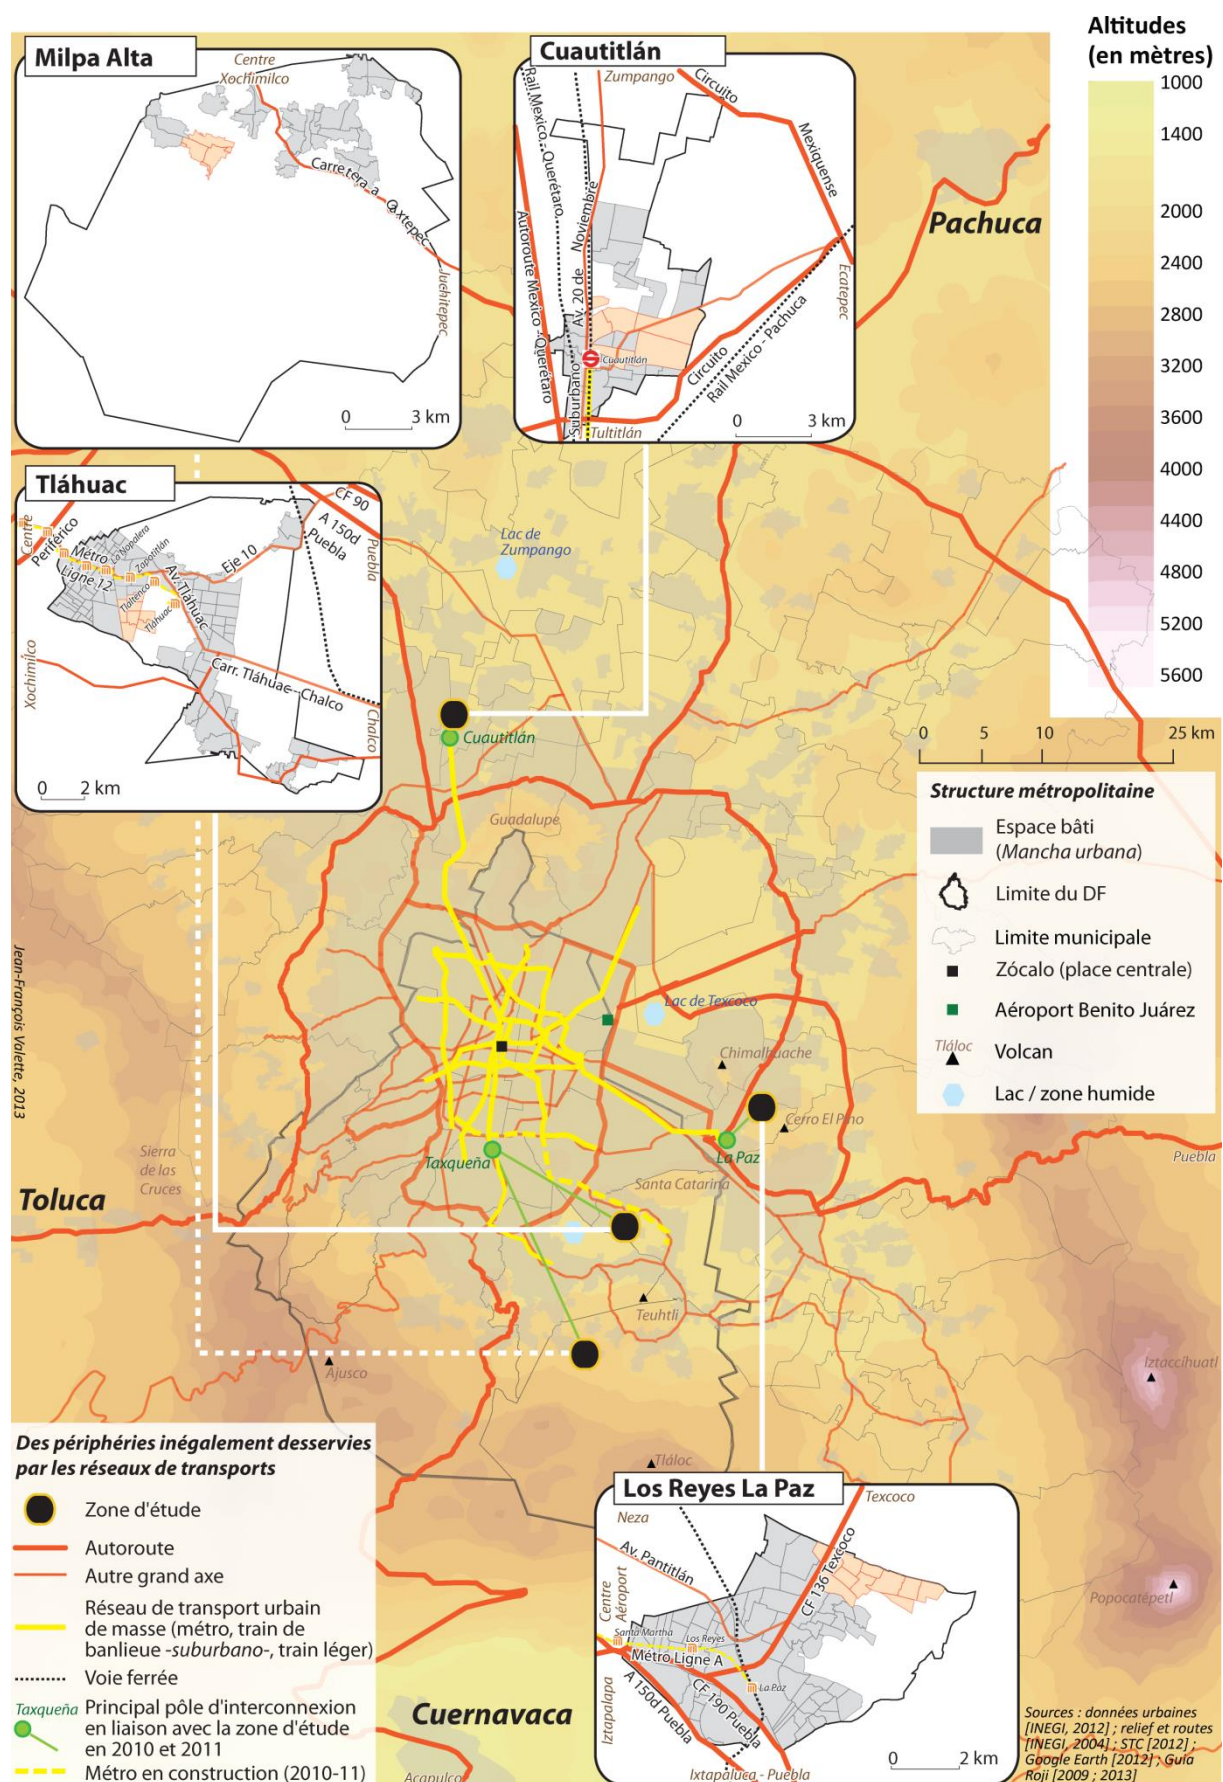 Altitudes
(en mètres)
1000
1400
2000
2400
2800
3200
3600
4000
4400
4800
5200
5600
Milpa Alta
Centre
Xochimilco
Carretera a Oaxtepec
Juchitepec
0 3 km
Cuautitlán
Zumpango
Circuito
Mexiquense
Rail Mexico - Querétaro
Autoroute Mexico - Querétaro
Av. 20 de Noviembre
Suburbano
Cuautitlán
Ecatepec
Circuito
Rail Mexico - Pachuca
Tultitlán
0 3 km
Pachuca
Tláhuac
Centre
Periférico
CF 90
A 150d
Puebla
Puebla
Métro
Ligne 12
La Nopalera
Zapotitlán
Eje 10
Av. Tláhuac
Tlaltenco
Tláhuac
Xochimilco
Carr. Tláhuac - Chalco
Chalco
0 2 km
Lac de
Zumpango
Cuautitlán
Guadalupe
0 5 10 25 km
Structure métropolitaine
Espace bâti
(Mancha urbana)
Limite du DF
Limite municipale
Zócalo (place centrale)
Aéroport Benito Juárez
Tláloc Volcan
Lac / zone humide
Lac de Texcoco
Chimalhuache
Cerro El Pino
La Paz
Taxqueña
Santa Catarina
Puebla
Sierra
de las
Cruces
Toluca
Jean-François Valette, 2013
Teuhtli
Ajusco
Iztaccíhuatl
Tláloc
Popocatépetl
Des périphéries inégalement desservies
par les réseaux de transports
Zone d'étude
Autoroute
Autre grand axe
Réseau de transport urbain
de masse (métro, train de
banlieue -suburbano-, train léger)
Voie ferrée
Taxqueña Principal pôle d'interconnexion
en liaison avec la zone d'étude
en 2010 et 2011
Métro en construction (2010-11)
Cuernavaca
Acapulco
Los Reyes La Paz
Texcoco
Neza
Av. Pantitlán
CF 136 Texcoco
Centre
Aéroport
Santa Martha
Los Reyes
Métro Ligne A
La Paz
A 150d Puebla
CF 190 Puebla
Iztapalapa
Ixtapaluca - Puebla
0 2 km
Sources : données urbaines
[INEGI, 2012] ; relief et routes
[INEGI, 2004] ; STC [2012] ;
Google Earth [2012] ; Guia
Roji [2009 ; 2013]